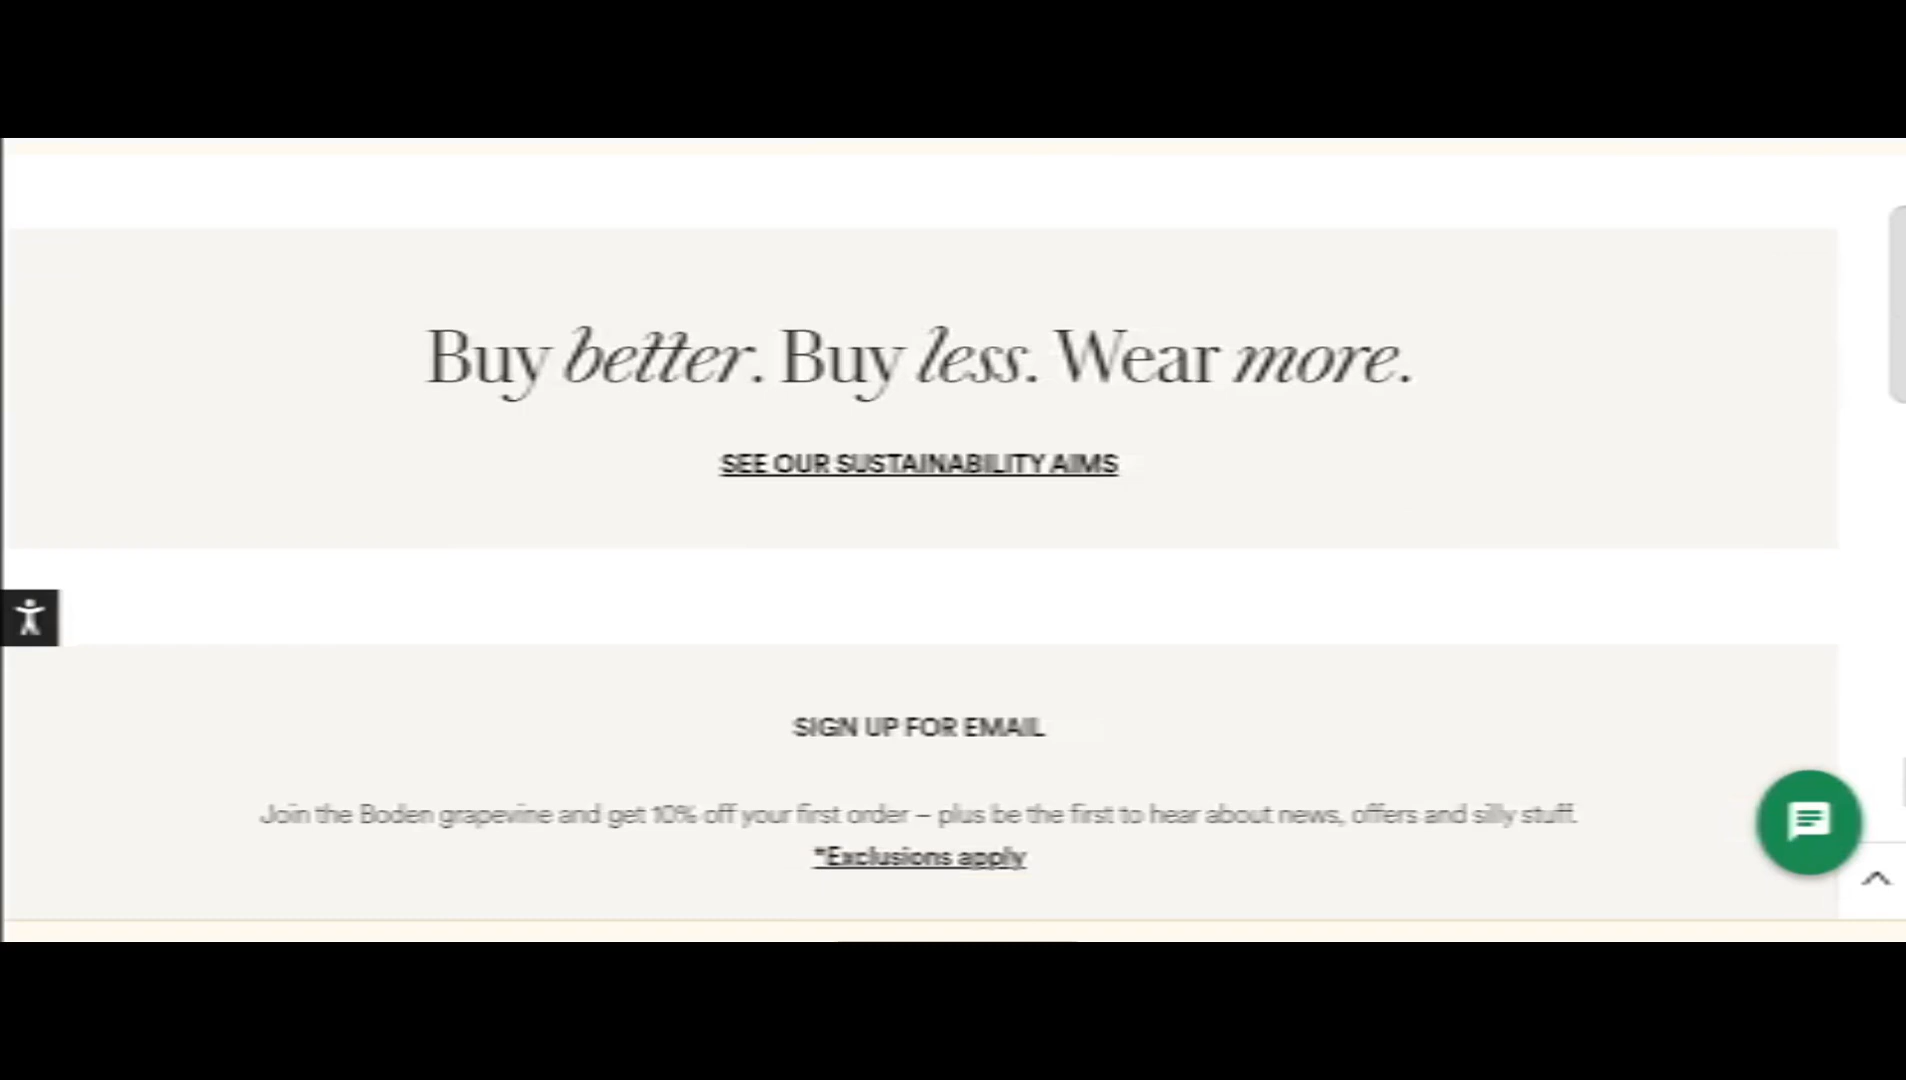 Buy better. Buy less. Wear more.
SEE OUR SUSTAINABILITY AIMS
SIGN UP FOR EMAIL
Join the Boden grapevine and get 10% off your first order – plus be the first to hear about news, offers and silly stuff.
*Exclusions apply